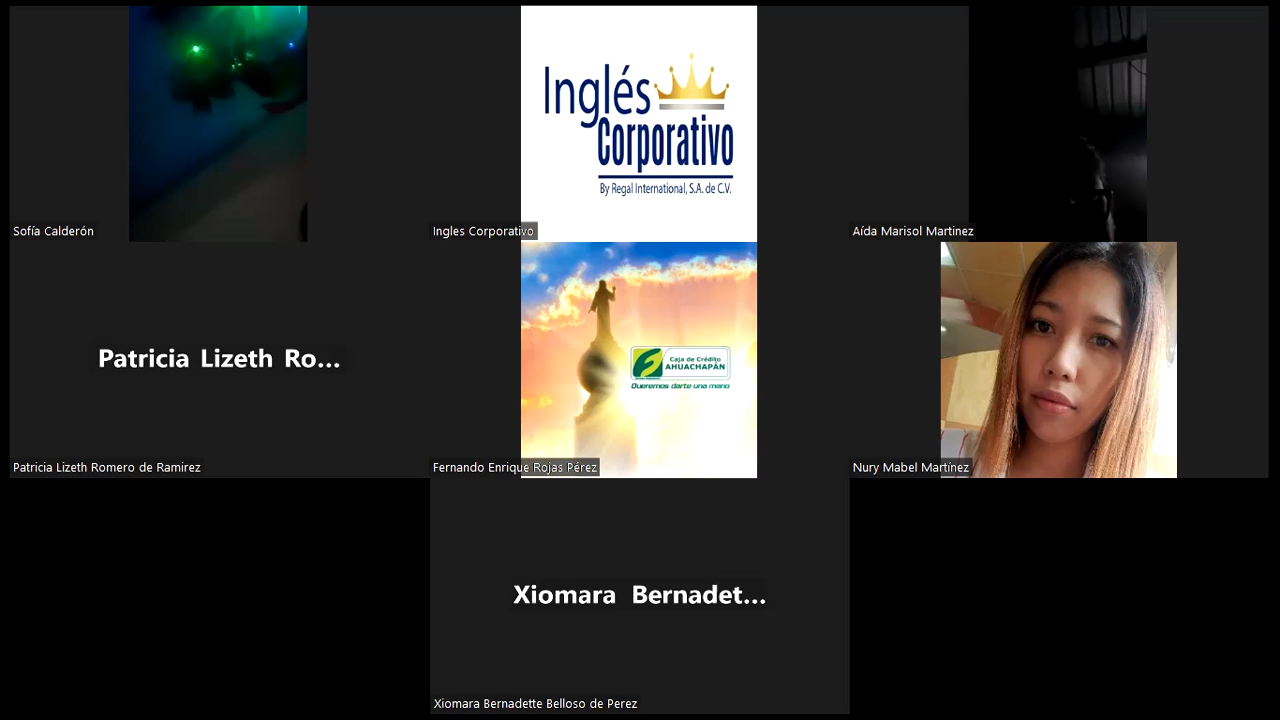 Inglés
Corporativo
By Regal International, S.A. de C.V.
Sofía Calderón
Ingles Corporativo
Aída Marisol Martinez
Patricia Lizeth Ro...
Caja de Crédito
AHUACHAPÁN
Queremos darte una mano
Patricia Lizeth Romero de Ramirez
Fernando Enrique Rojas Pérez
Nury Mabel Martínez
Xiomara Bernadet...
Xiomara Bernadette Belloso de Perez